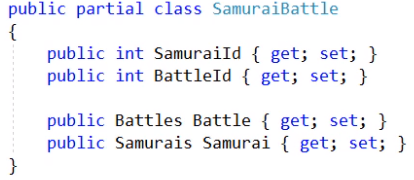 public partial class SamuraiBattle
{
    public int SamuraiId { get; set; }
    public int BattleId { get; set; }

    public Battles Battle { get; set; }
    public Samurais Samurai { get; set; }
}